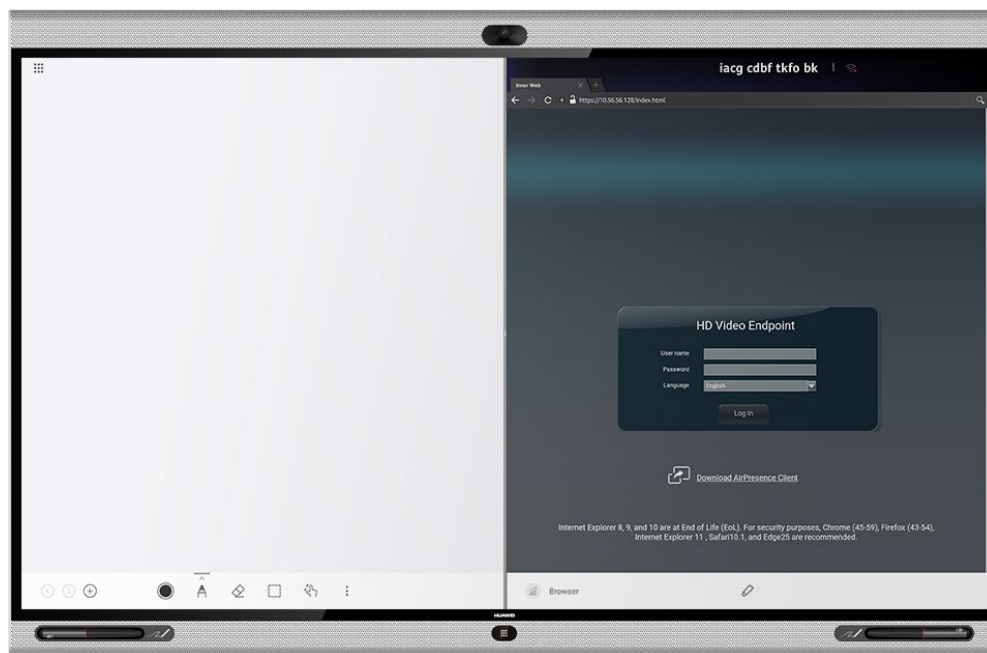 iacg cdbf tkfo bk
Inner Web
https://10.56.56.128/index.html
HD Video Endpoint
User name
Password
Language English
Log In
Download AirPresence Client
Internet Explorer 8, 9, and 10 are at End of Life (EoL). For security purposes, Chrome (45-59), Firefox (43-54),
Internet Explorer 11 , Safari10.1, and Edge25 are recommended.
Browser
HUAWEI